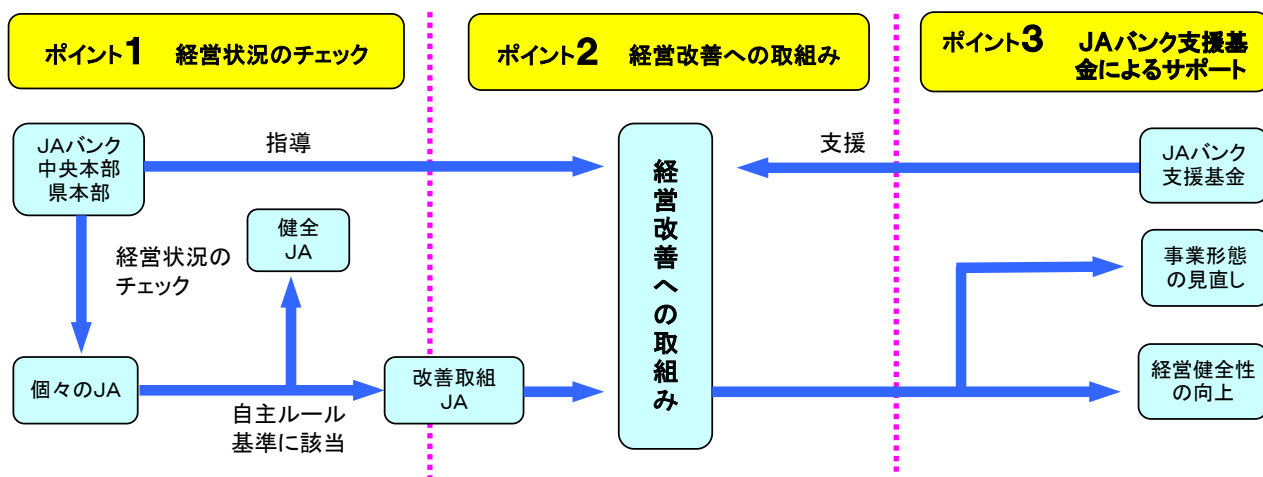 ポイント1 経営状況のチェック
ポイント2 経営改善への取組み
ポイント3 JAバンク支援基
金によるサポート
JAバンク
中央本部
県本部
指導
経営改善への取組み
支援
JAバンク
支援基金
健全
JA
経営状況の
チェック
事業形態
の見直し
個々のJA
改善取組
JA
自主ルール
基準に該当
経営健全性
の向上